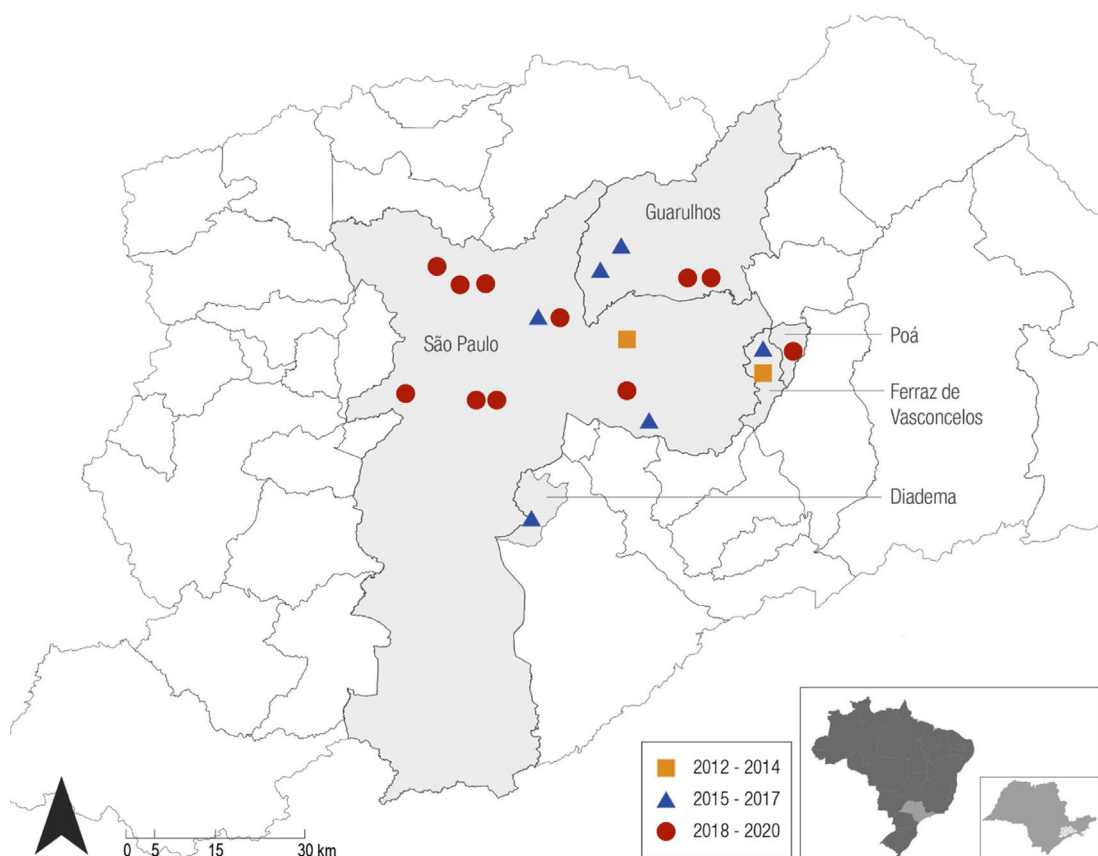 Guarulhos
São Paulo
Poá
Ferraz de
Vasconcelos
Diadema
2012 - 2014
2015 - 2017
2018 - 2020
0 5 15 30 km